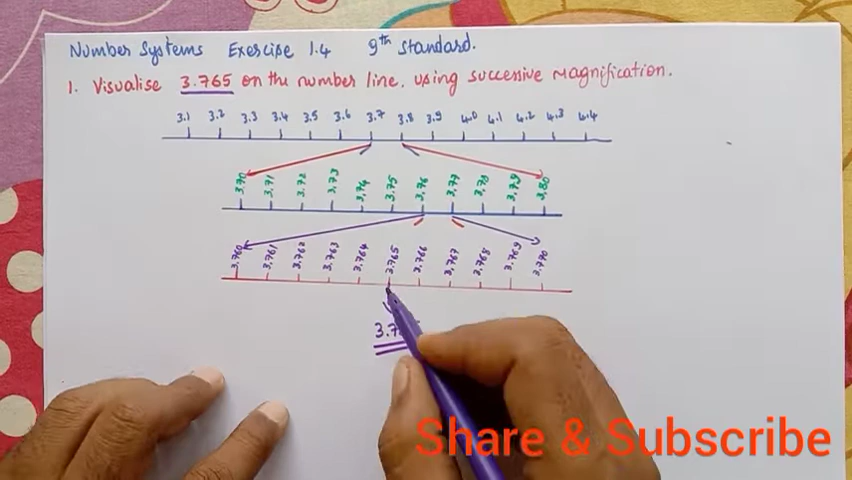 Number Systems Exercise 1.4 9th Standard.
1. Visualise 3.765 on the number line, using successive magnification.
3.1 3.2 3.3 3.4 3.5 3.6 3.7 3.8 3.9 4.0 4.1 4.2 4.3 4.4
3.70 3.71 3.72 3.73 3.74 3.75 3.76 3.77 3.78 3.79 3.80
3.760 3.761 3.762 3.763 3.764 3.765 3.766 3.767 3.768 3.769 3.770
Share & Subscribe